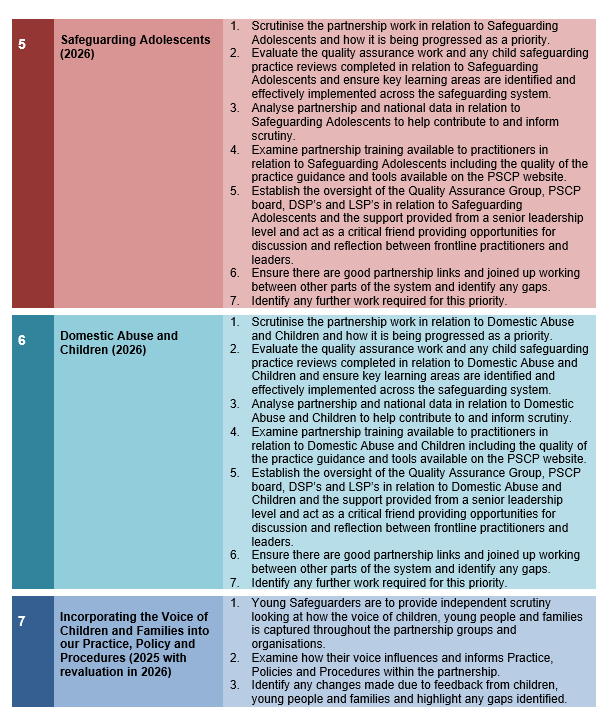 5
Safeguarding Adolescents
(2026)
1. Scrutinise the partnership work in relation to Safeguarding
Adolescents and how it is being progressed as a priority.
2. Evaluate the quality assurance work and any child safeguarding
practice reviews completed in relation to Safeguarding
Adolescents and ensure key learning areas are identified and
effectively implemented across the safeguarding system.
3. Analyse partnership and national data in relation to
Safeguarding Adolescents to help contribute to and inform
scrutiny.
4. Examine partnership training available to practitioners in
relation to Safeguarding Adolescents including the quality of the
practice guidance and tools available on the PSCP website.
5. Establish the oversight of the Quality Assurance Group, PSCP
board, DSP's and LSP's in relation to Safeguarding
Adolescents and the support provided from a senior leadership
level and act as a critical friend providing opportunities for
discussion and reflection between frontline practitioners and
leaders.
6. Ensure there are good partnership links and joined up working
between other parts of the system and identify any gaps.
7. Identify any further work required for this priority.
6
Domestic Abuse and
Children (2026)
1. Scrutinise the partnership work in relation to Domestic Abuse
and Children and how it is being progressed as a priority.
2. Evaluate the quality assurance work and any child safeguarding
practice reviews completed in relation to Domestic Abuse and
Children and ensure key learning areas are identified and
effectively implemented across the safeguarding system.
3. Analyse partnership and national data in relation to Domestic
Abuse and Children to help contribute to and inform scrutiny.
4. Examine partnership training available to practitioners in
relation to Domestic Abuse and Children including the quality of
the practice guidance and tools available on the PSCP website.
5. Establish the oversight of the Quality Assurance Group, PSCP
board, DSP's and LSP's in relation to Domestic Abuse and
Children and the support provided from a senior leadership
level and act as a critical friend providing opportunities for
discussion and reflection between frontline practitioners and
leaders.
6. Ensure there are good partnership links and joined up working
between other parts of the system and identify any gaps.
7. Identify any further work required for this priority.
7
Incorporating the Voice of
Children and Families into
our Practice, Policy and
Procedures (2025 with
revaluation in 2026)
1. Young Safeguarders are to provide independent scrutiny
looking at how the voice of children, young people and families
is captured throughout the partnership groups and
organisations.
2. Examine how their voice influences and informs Practice,
Policies and Procedures within the partnership.
3. Identify any changes made due to feedback from children,
young people and families and highlight any gaps identified.